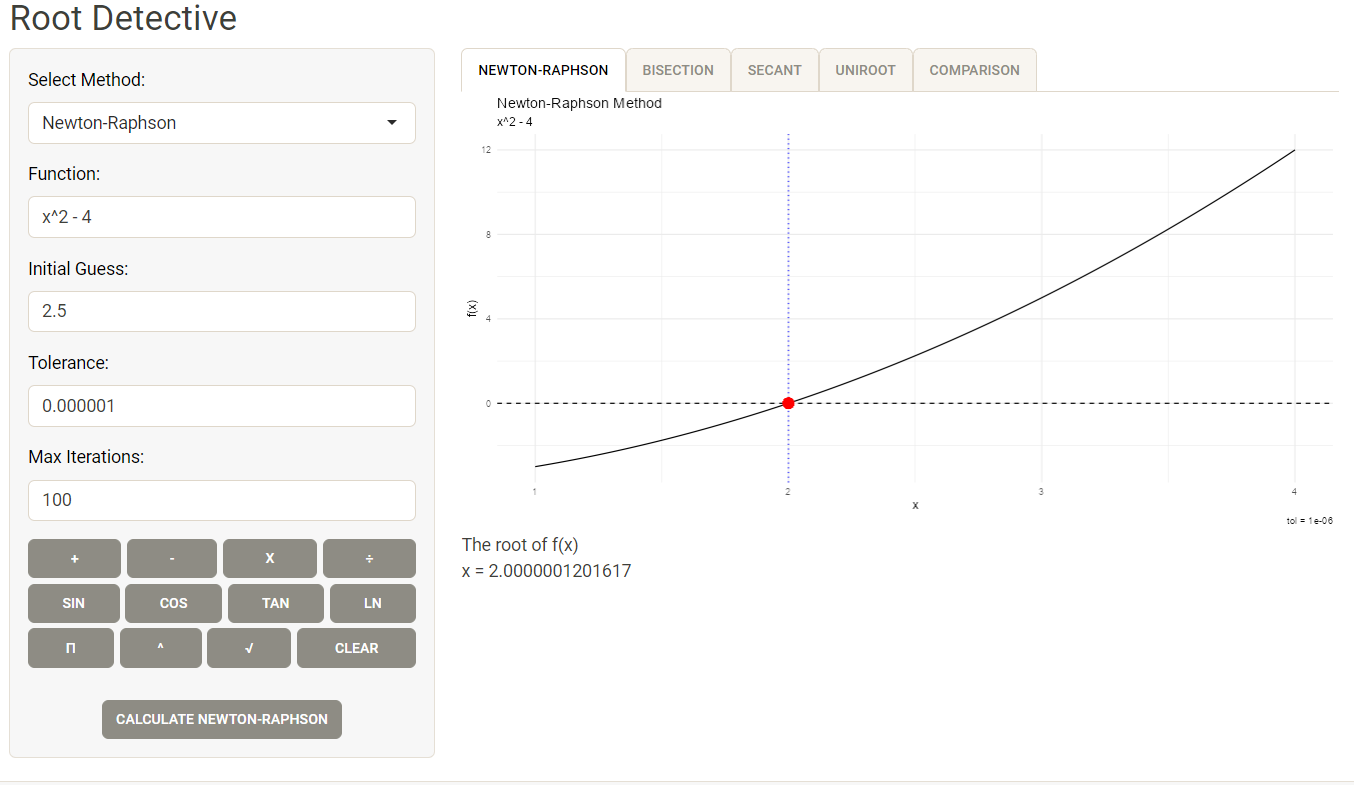 Root Detective
Select Method:
Newton-Raphson
Function:
x^2 - 4
Initial Guess:
2.5
Tolerance:
0.000001
Max Iterations:
100
+ - X ÷
SIN COS TAN LN
Π ^ √ CLEAR
CALCULATE NEWTON-RAPHSON
NEWTON-RAPHSON BISECTION SECANT UNIROOT COMPARISON
Newton-Raphson Method
x^2 - 4
12
8
4
0
f(x)
1 2 3 4
x
tol = 1e-06
The root of f(x)
x = 2.0000001201617